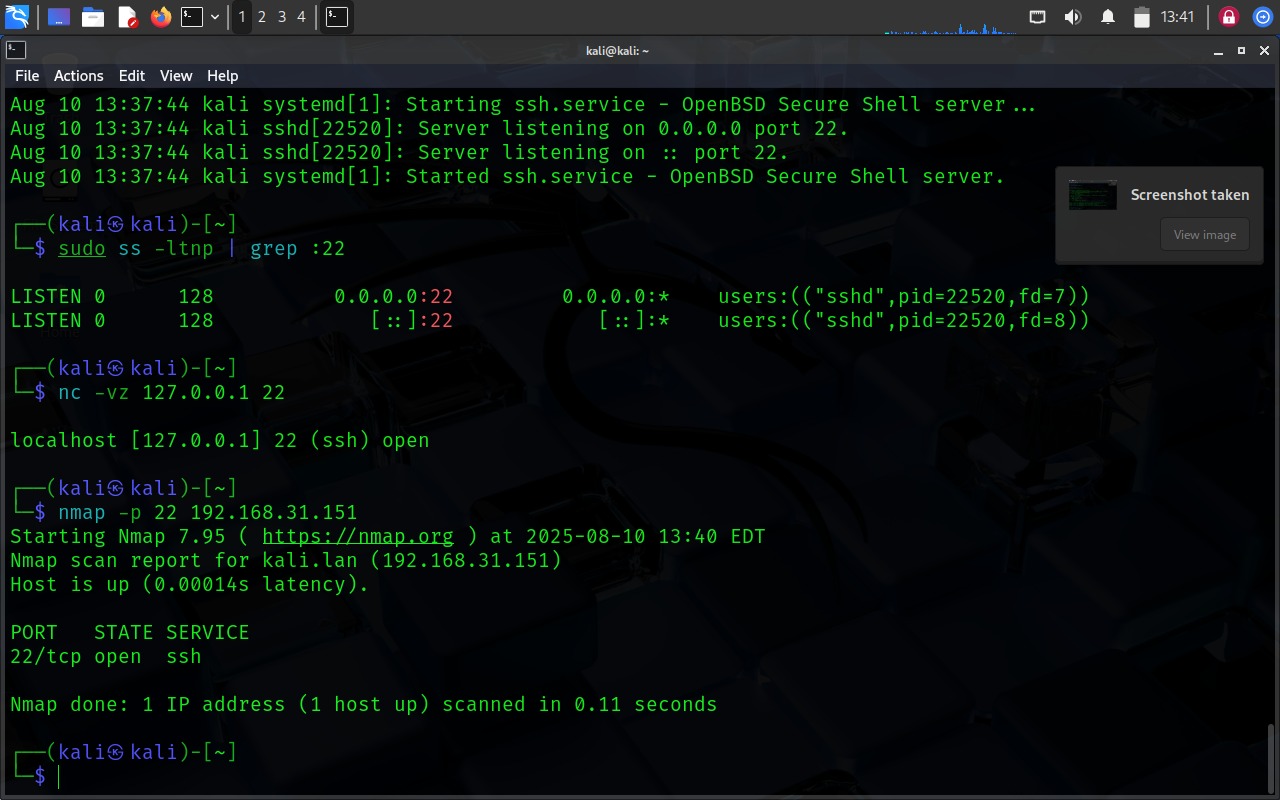 1 2 3 4
13:41
kali@kali: ~
File Actions Edit View Help
Aug 10 13:37:44 kali systemd[1]: Starting ssh.service - OpenBSD Secure Shell server...
Aug 10 13:37:44 kali sshd[22520]: Server listening on 0.0.0.0 port 22.
Aug 10 13:37:44 kali sshd[22520]: Server listening on :: port 22.
Aug 10 13:37:44 kali systemd[1]: Started ssh.service - OpenBSD Secure Shell server.
Screenshot taken
View image
┌──(kali㉿kali)-[~]
└─$ sudo ss -ltnp | grep :22
LISTEN 0      128          0.0.0.0:22         0.0.0.0:*    users:(("sshd",pid=22520,fd=7))
LISTEN 0      128             [::]:22            [::]:*    users:(("sshd",pid=22520,fd=8))
┌──(kali㉿kali)-[~]
└─$ nc -vz 127.0.0.1 22
localhost [127.0.0.1] 22 (ssh) open
┌──(kali㉿kali)-[~]
└─$ nmap -p 22 192.168.31.151
Starting Nmap 7.95 ( https://nmap.org ) at 2025-08-10 13:40 EDT
Nmap scan report for kali.lan (192.168.31.151)
Host is up (0.00014s latency).
PORT   STATE SERVICE
22/tcp open  ssh
Nmap done: 1 IP address (1 host up) scanned in 0.11 seconds
┌──(kali㉿kali)-[~]
└─$